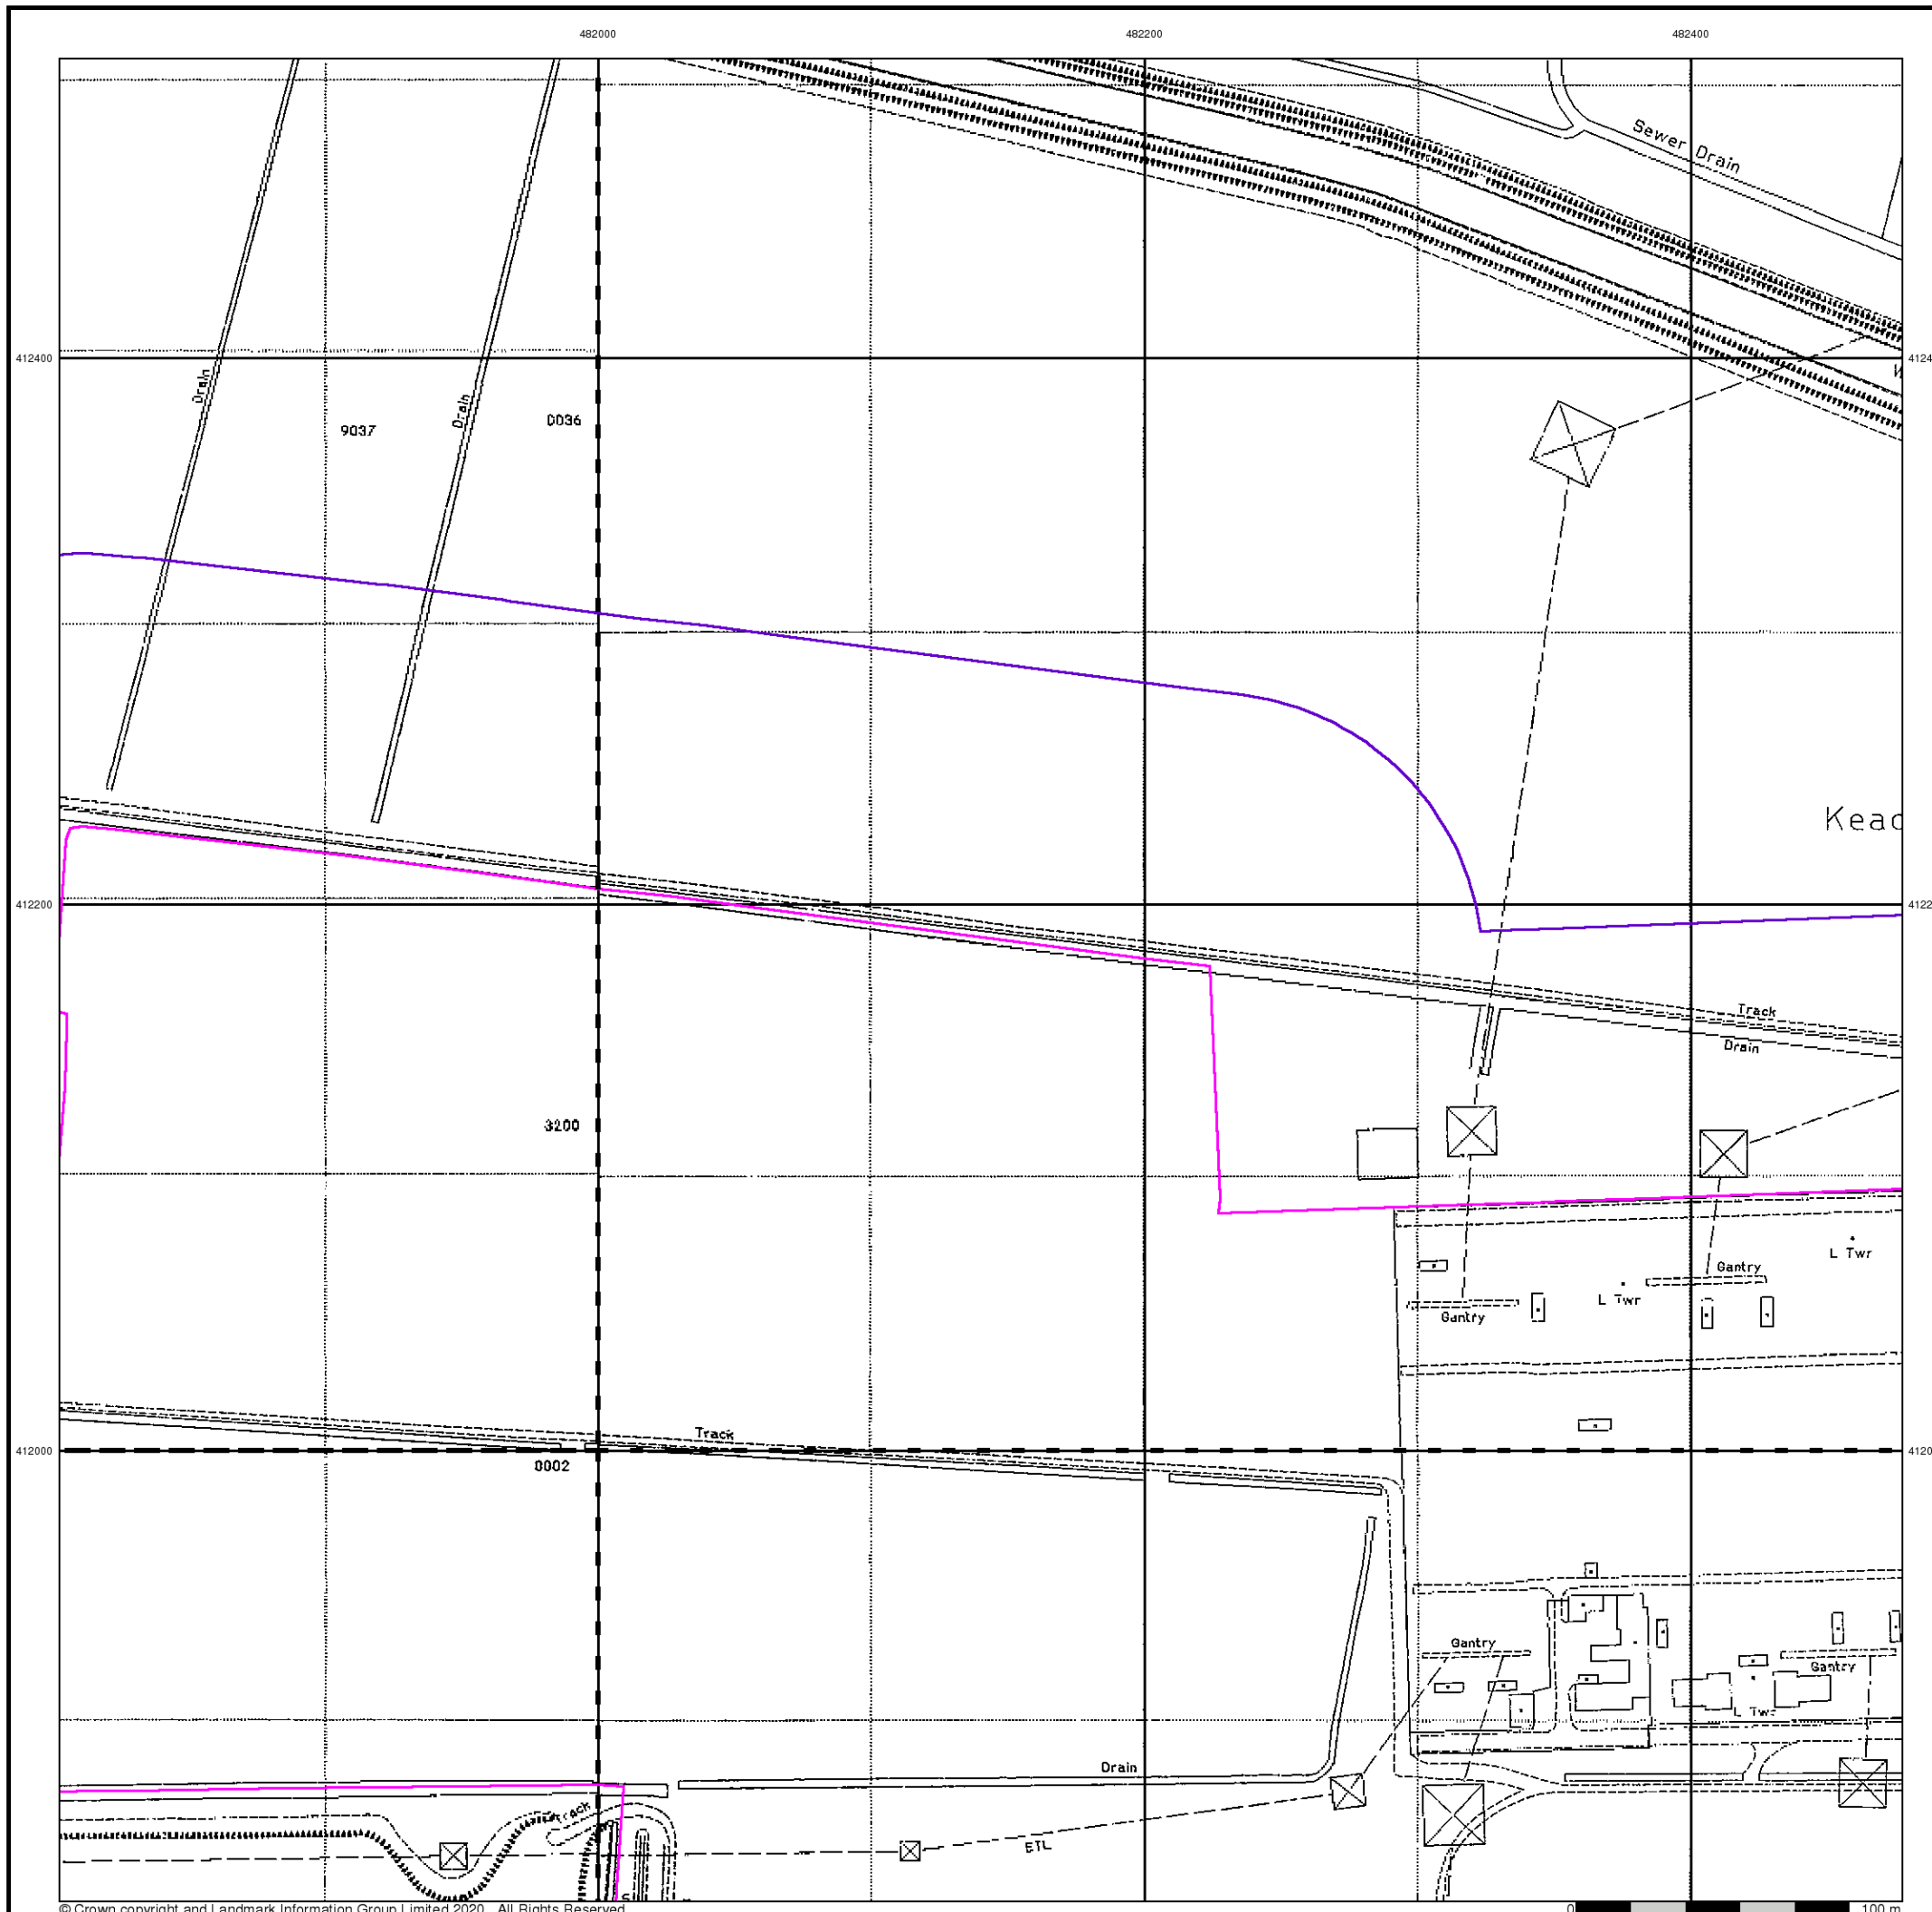 482000
482200
482400
Sewer Drain
412400
Drain
Drain
9037
0036
412200
Track
Drain
3200
L Twr
Gantry
L Twr
Gantry
Track
412000
0002
Gantry
Gantry
L Twr
Drain
Track
ETL
© Crown copyright and Landmark Information Group Limited 2020. All Rights Reserved.
0
100 m